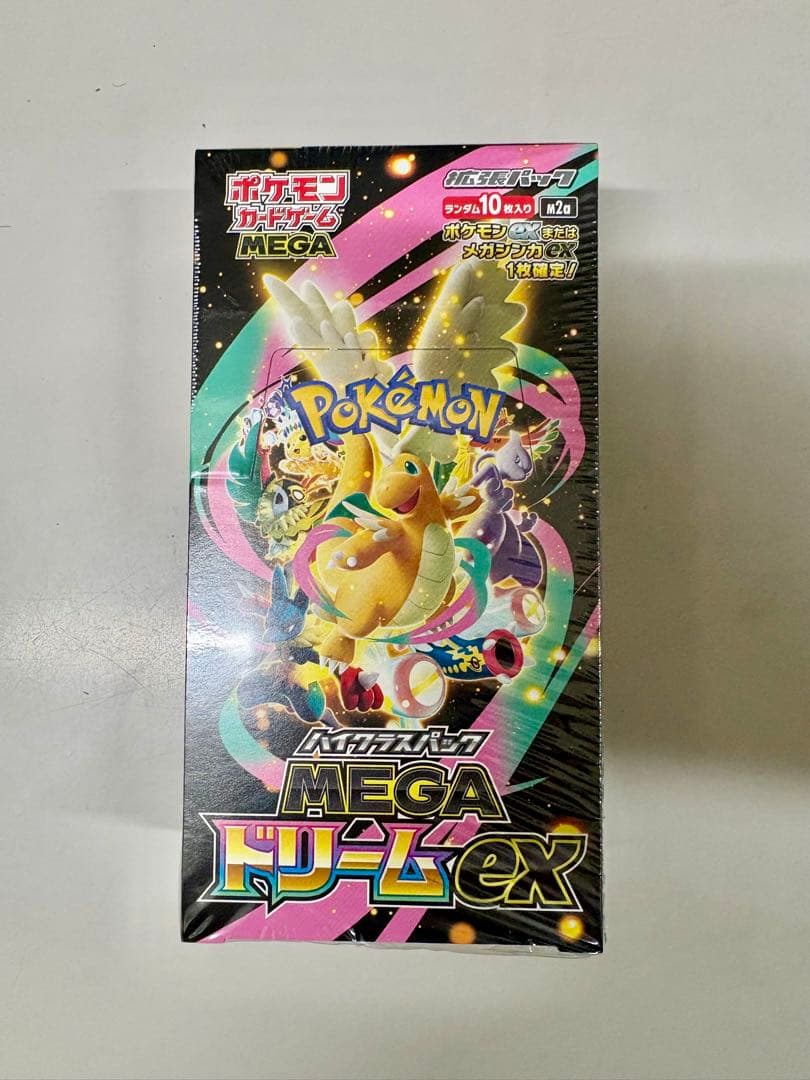 ポケモン
カードゲーム
MEGA
拡張パック
ランダム10枚入り M2a
ポケモンexまたは
メガシンカex
1枚確定!
POKÉMON
TM
ハイクラスパック
MEGA
ドリームex